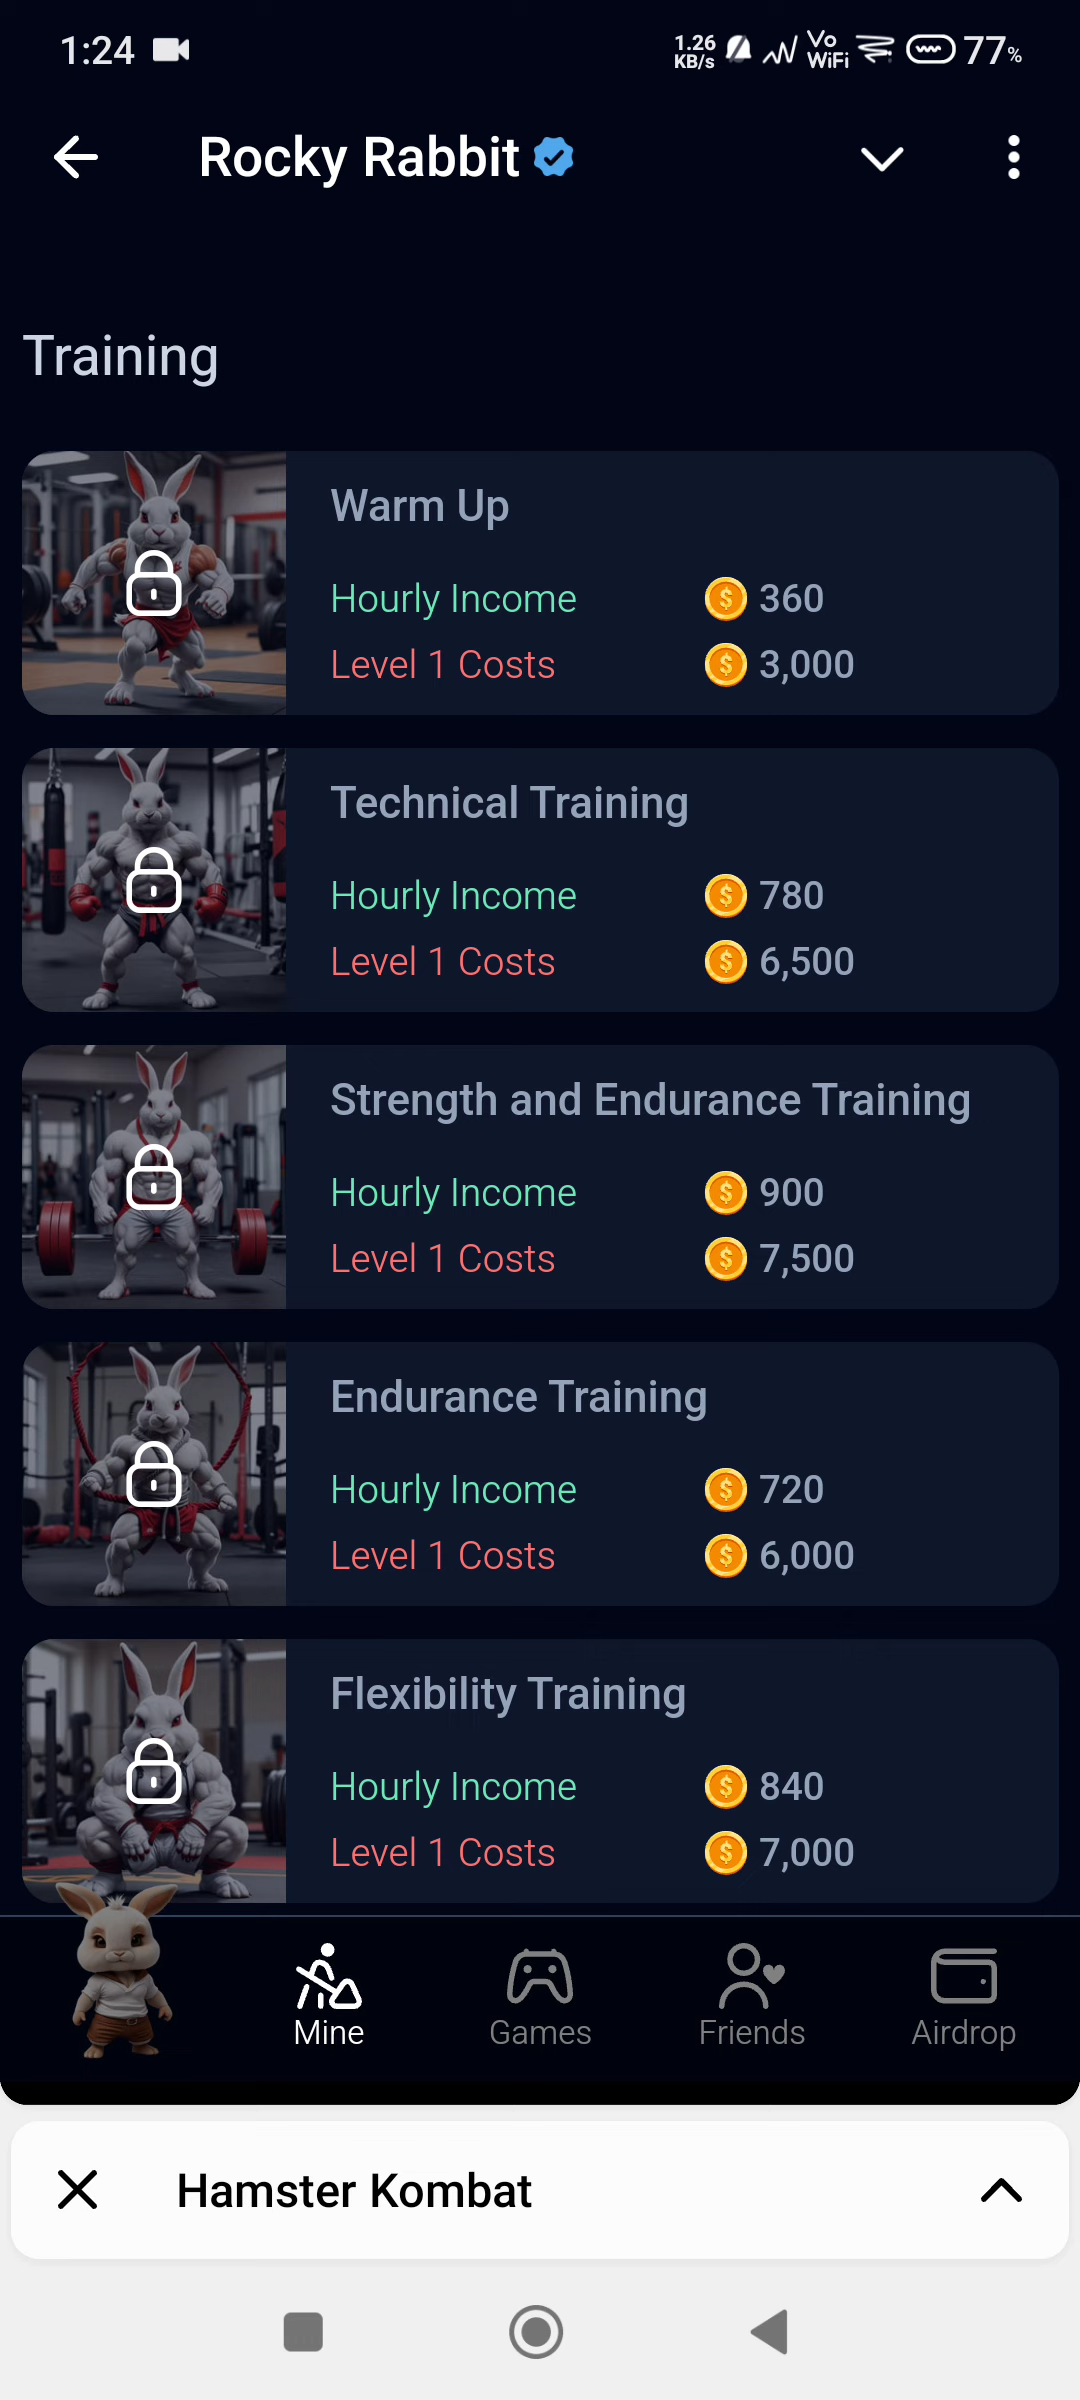 1:24
1.26 KB/s
Vo WiFi
77%
Rocky Rabbit
Training
Warm Up
Hourly Income 360
Level 1 Costs 3,000
Technical Training
Hourly Income 780
Level 1 Costs 6,500
Strength and Endurance Training
Hourly Income 900
Level 1 Costs 7,500
Endurance Training
Hourly Income 720
Level 1 Costs 6,000
Flexibility Training
Hourly Income 840
Level 1 Costs 7,000
Mine Games Friends Airdrop
Hamster Kombat